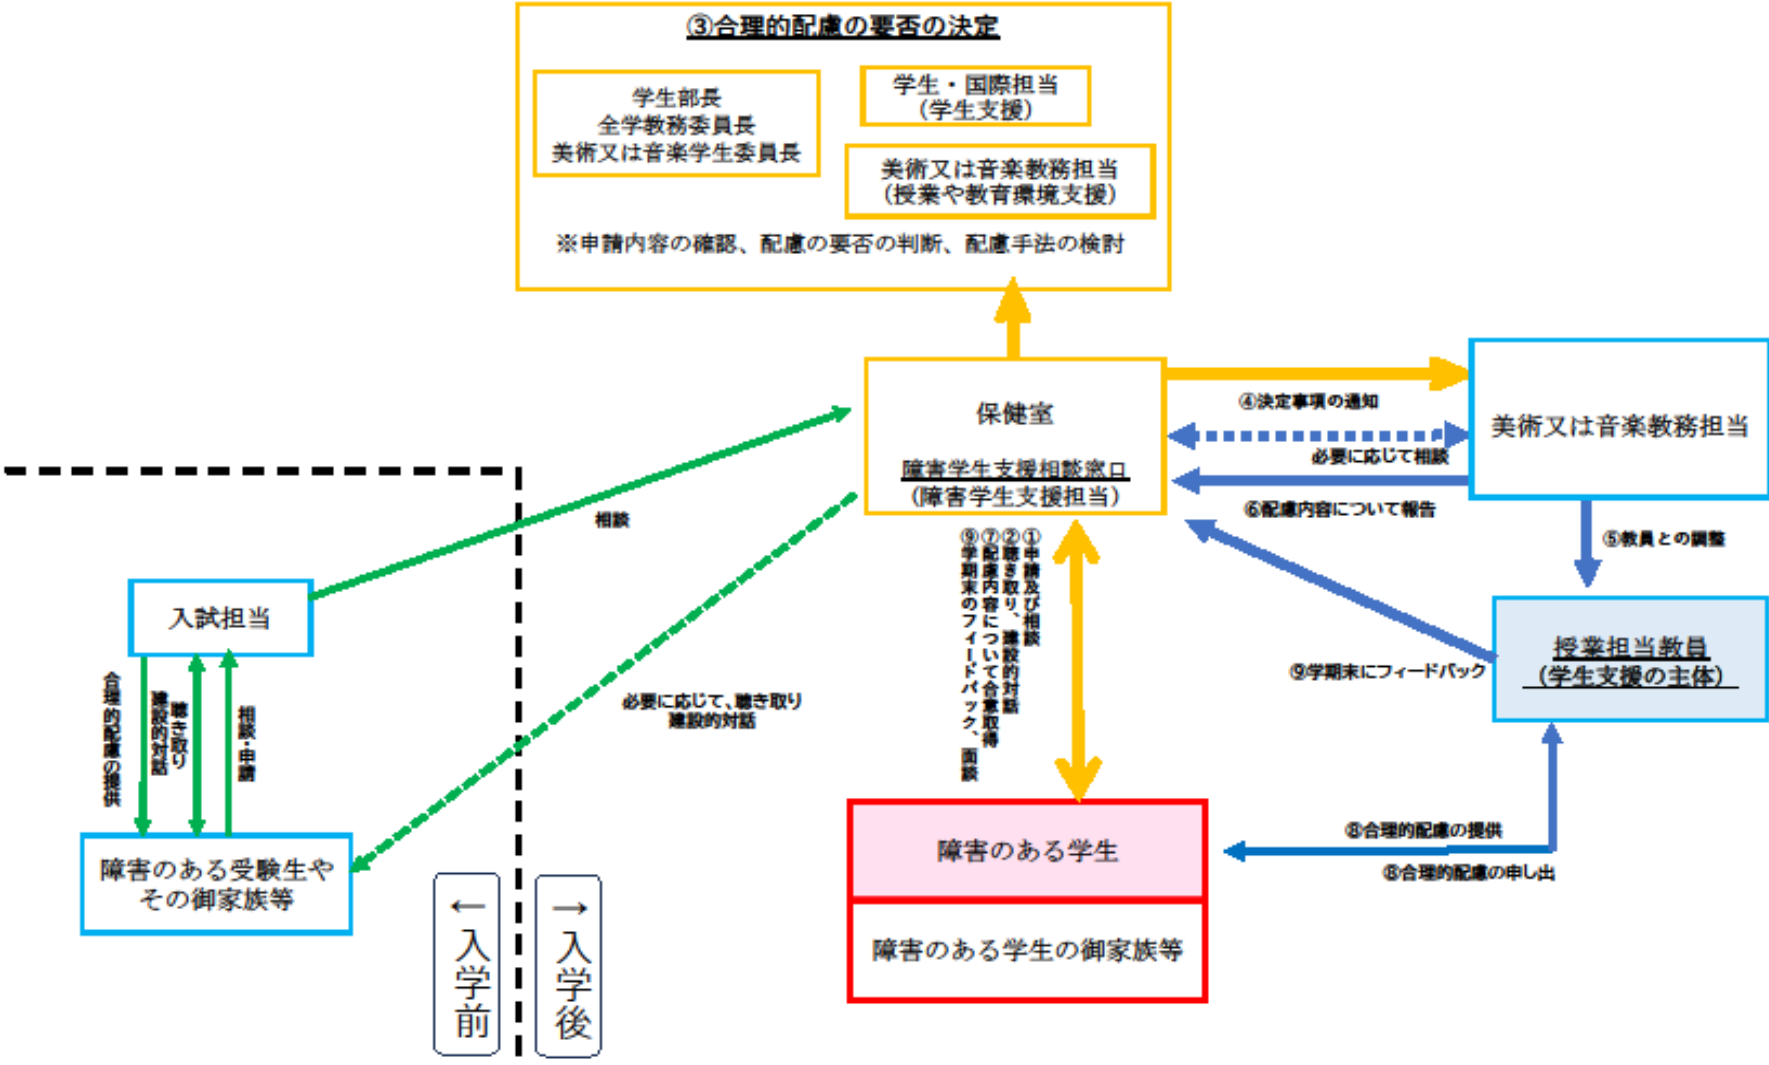 ③合理的配慮の要否の決定
学生部長
全学教務委員長
美術又は音楽学生委員長
学生・国際担当
（学生支援）
美術又は音楽教務担当
（授業や教育環境支援）
※申請内容の確認、配慮の要否の判断、配慮手法の検討
保健室
障害学生支援相談窓口
（障害学生支援担当）
④決定事項の通知
必要に応じて相談
⑥配慮内容について報告
美術又は音楽教務担当
⑤教員との調整
授業担当教員
（学生支援の主体）
⑨学期末にフィードバック
①申請及び相談
②聴き取り、建設的対話
⑦配慮内容について合意取得
⑨学期末のフィードバック、面談
⑧合理的配慮の提供
⑧合理的配慮の申し出
障害のある学生
障害のある学生の御家族等
相談
入試担当
必要に応じて、聴き取り
建設的対話
相談・申請
聴き取り
建設的対話
合理的配慮の提供
障害のある受験生や
その御家族等
←入学前
→入学後